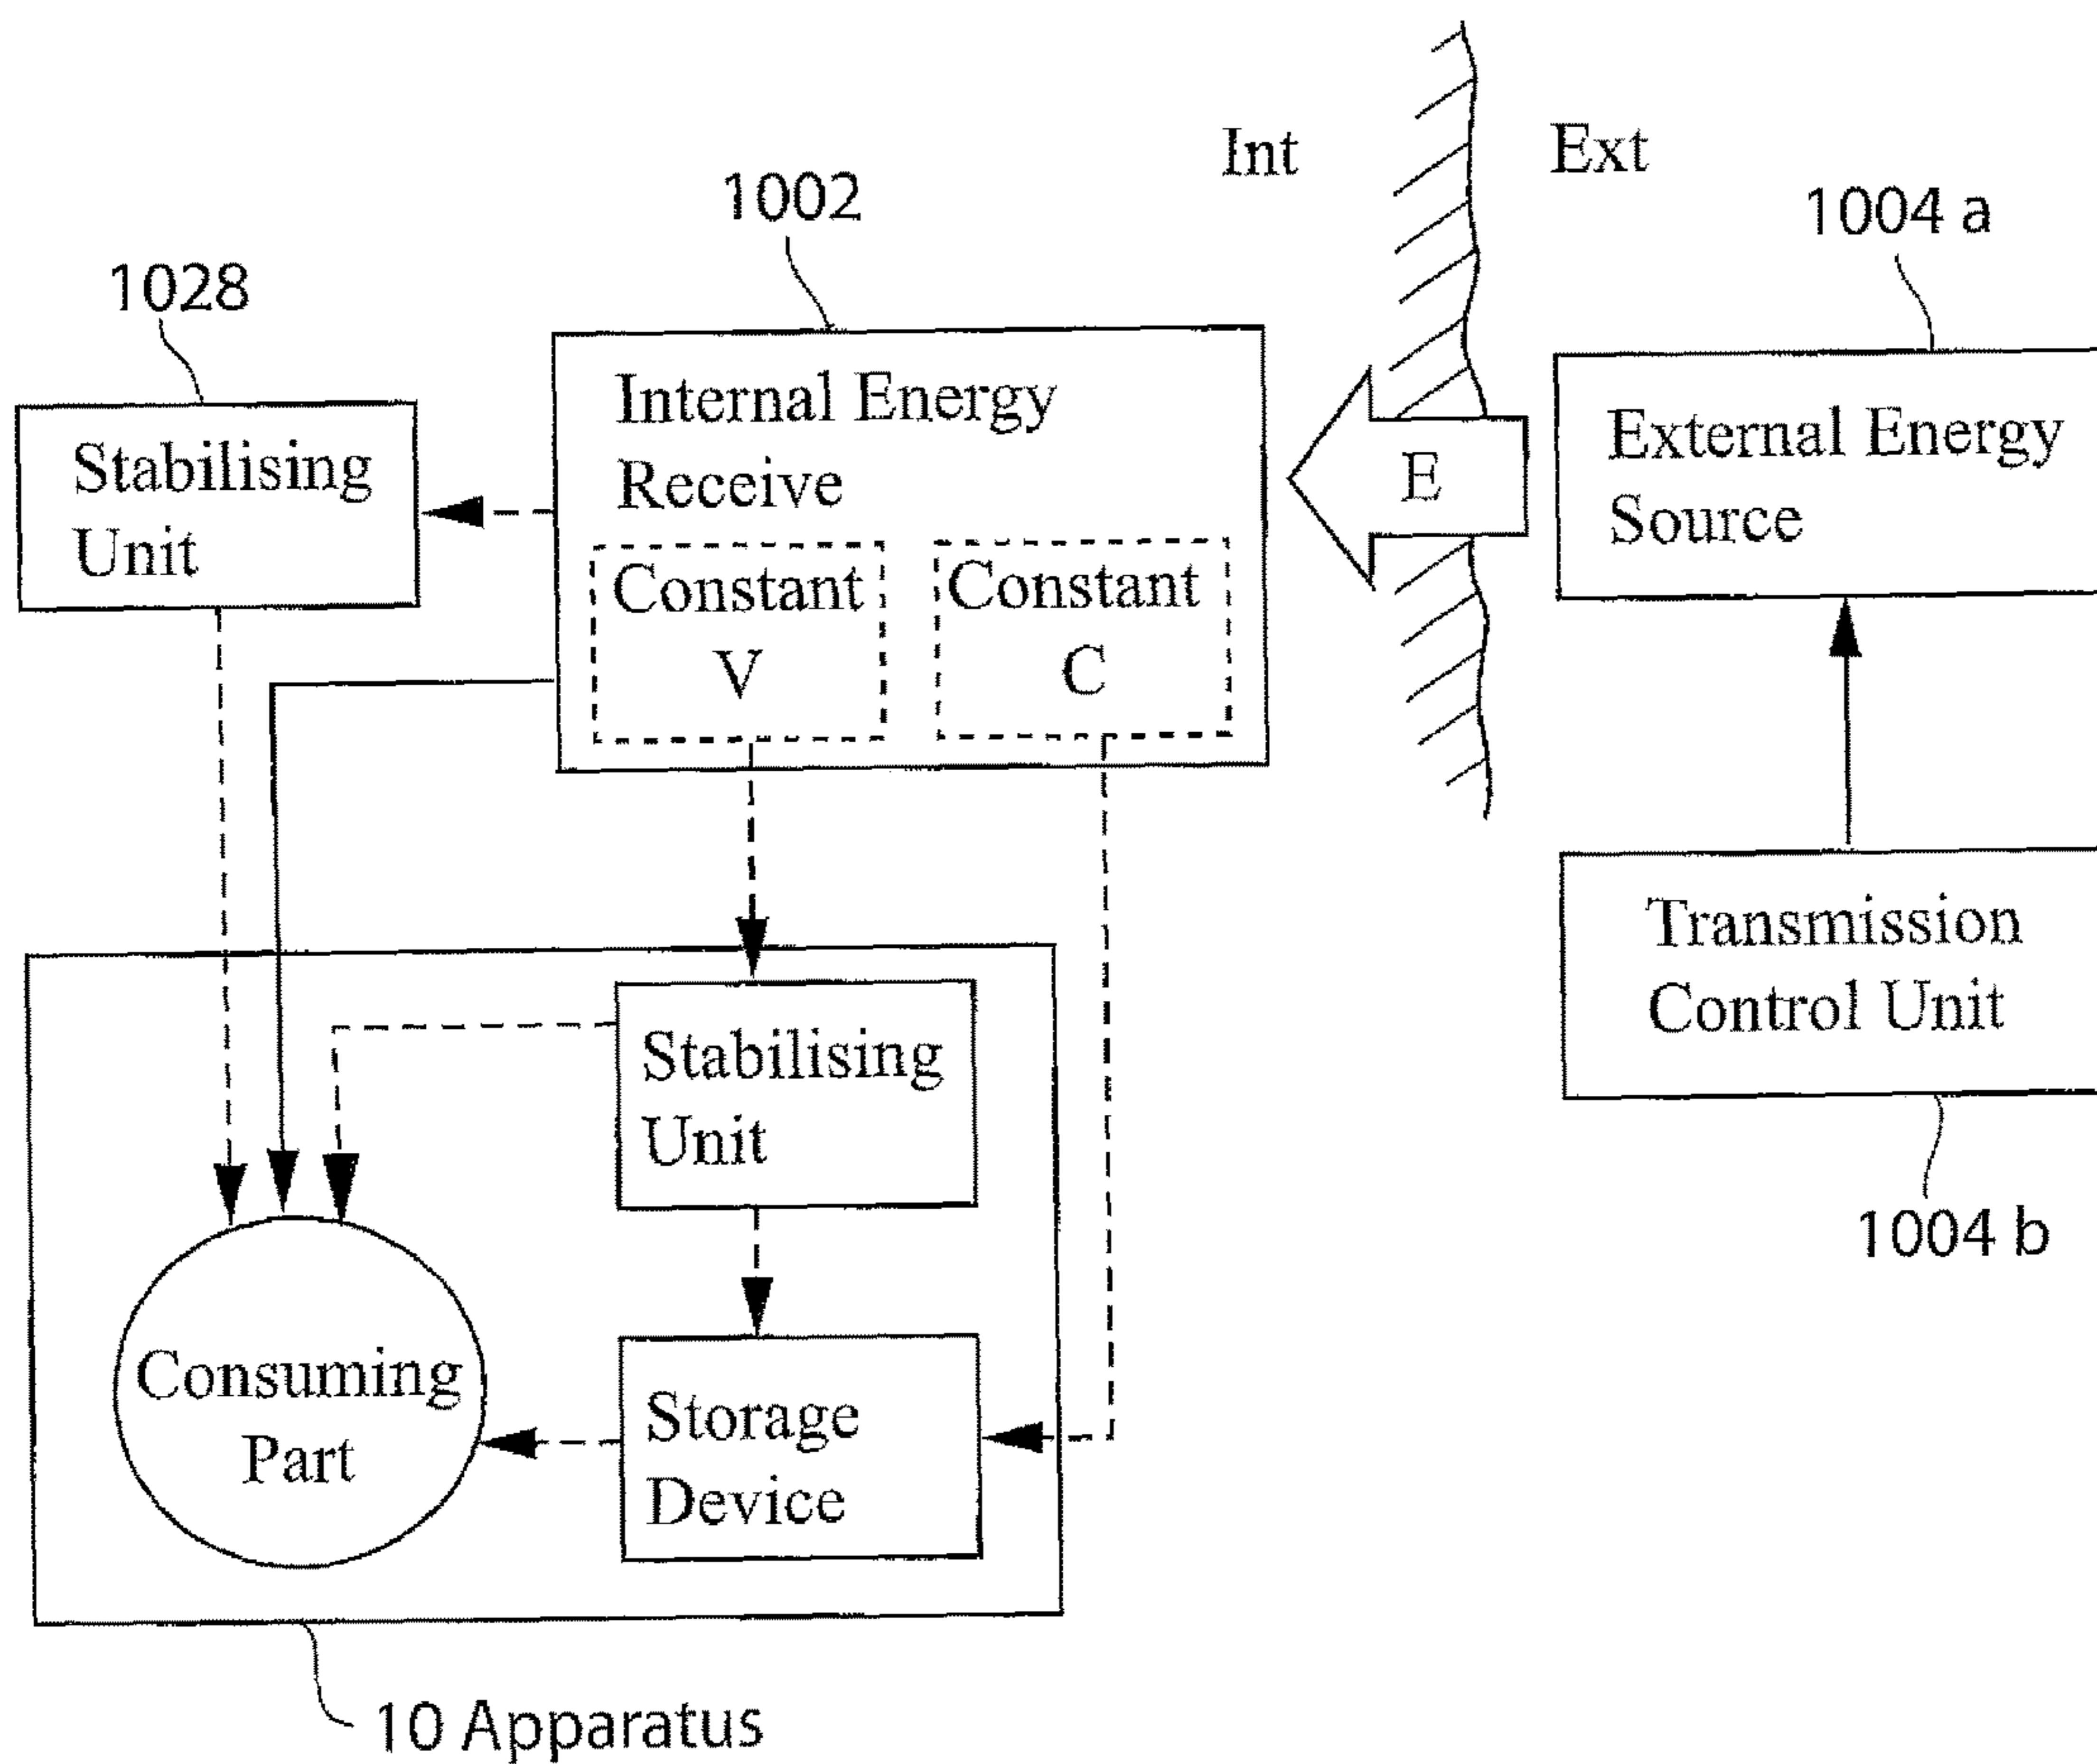 Int
Ext
1002
1004 a
1028
Internal Energy
Receive
External Energy
Source
Stabilising
Unit
E
Constant
V
Constant
C
Transmission
Control Unit
Stabilising
Unit
1004 b
Consuming
Part
Storage
Device
10 Apparatus